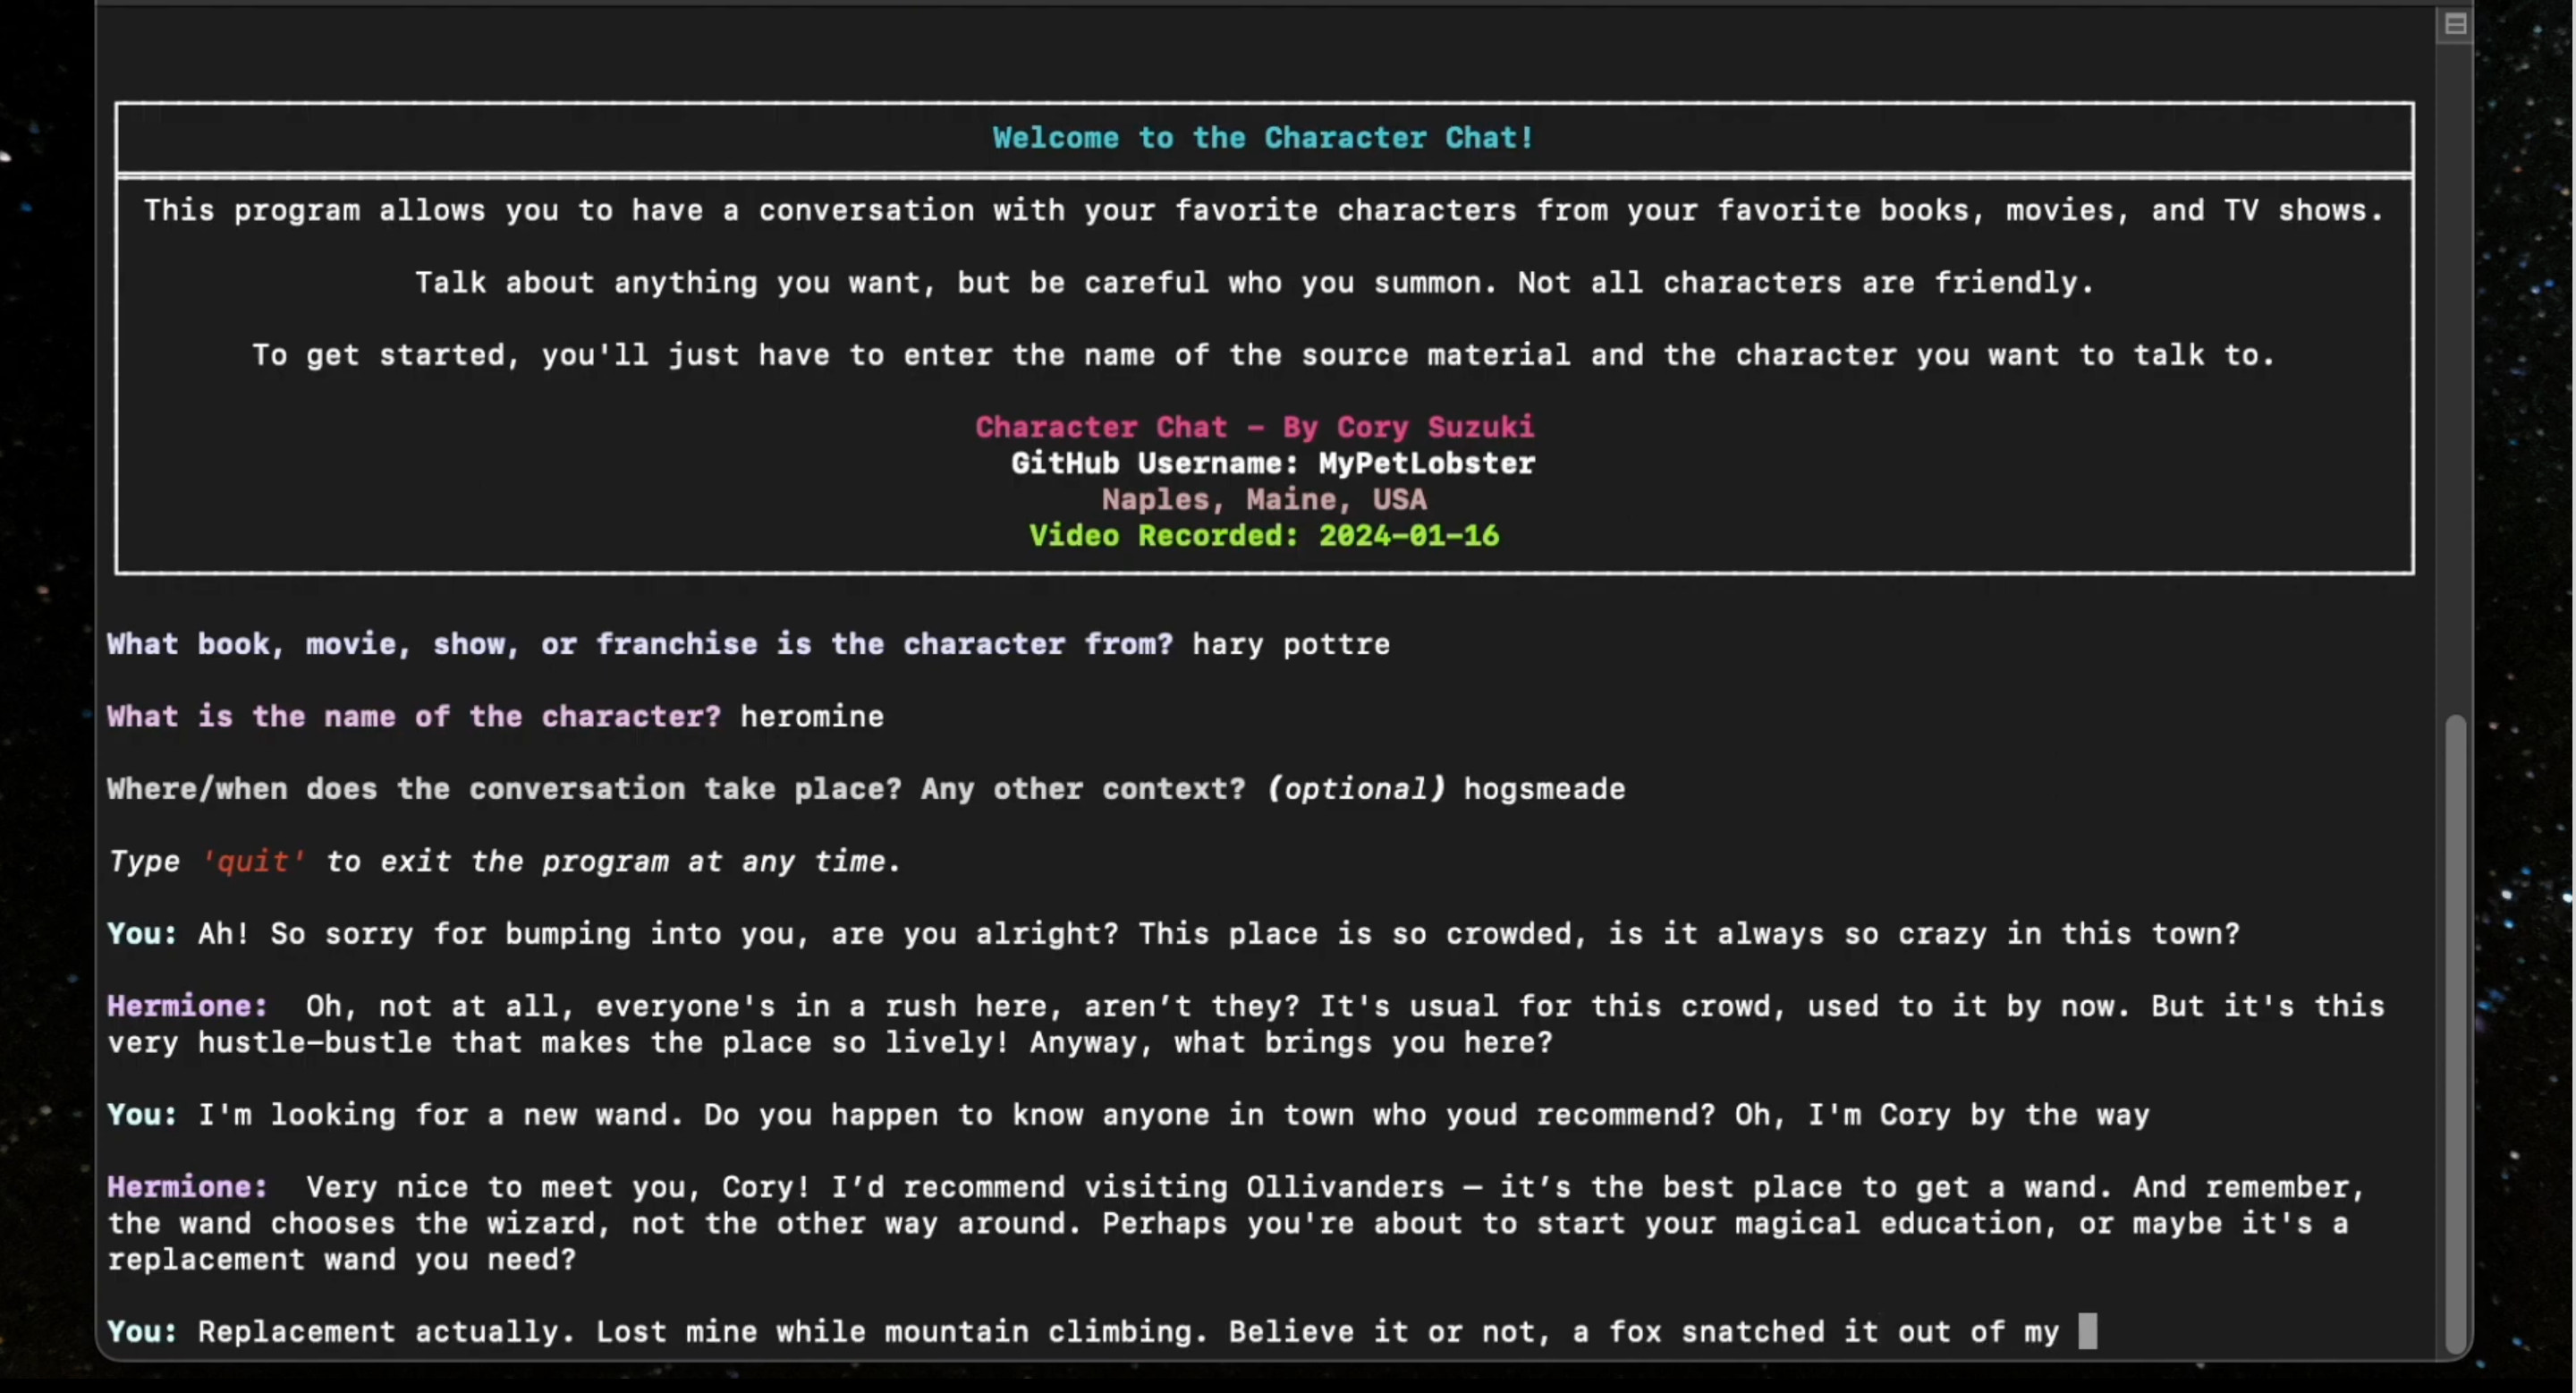 Welcome to the Character Chat!
This program allows you to have a conversation with your favorite characters from your favorite books, movies, and TV shows.
Talk about anything you want, but be careful who you summon. Not all characters are friendly.
To get started, you'll just have to enter the name of the source material and the character you want to talk to.
Character Chat – By Cory Suzuki
GitHub Username: MyPetLobster
Naples, Maine, USA
Video Recorded: 2024-01-16
What book, movie, show, or franchise is the character from? hary pottre
What is the name of the character? heromine
Where/when does the conversation take place? Any other context? (optional) hogsmeade
Type 'quit' to exit the program at any time.
You: Ah! So sorry for bumping into you, are you alright? This place is so crowded, is it always so crazy in this town?
Hermione:  Oh, not at all, everyone's in a rush here, aren’t they? It's usual for this crowd, used to it by now. But it's this
very hustle-bustle that makes the place so lively! Anyway, what brings you here?
You: I'm looking for a new wand. Do you happen to know anyone in town who youd recommend? Oh, I'm Cory by the way
Hermione:  Very nice to meet you, Cory! I’d recommend visiting Ollivanders – it’s the best place to get a wand. And remember,
the wand chooses the wizard, not the other way around. Perhaps you're about to start your magical education, or maybe it's a
replacement wand you need?
You: Replacement actually. Lost mine while mountain climbing. Believe it or not, a fox snatched it out of my